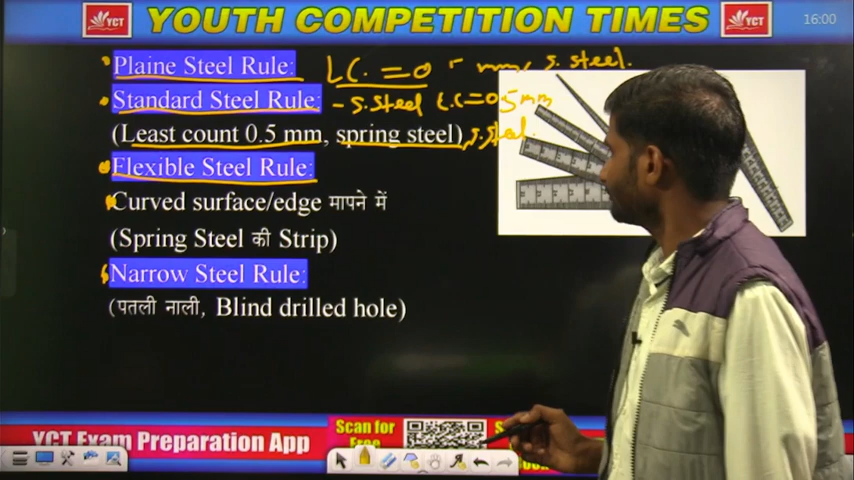 YCT
YOUTH COMPETITION TIMES
YCT
16:00
Plaine Steel Rule: L.C. = 0 5 mm, s. steel.
Standard Steel Rule: - s. steel L.C = 0.5 mm
(Least count 0.5 mm, spring steel), s. steel.
Flexible Steel Rule:
Curved surface/edge मापने में
(Spring Steel की Strip)
Narrow Steel Rule:
(पतली नाली, Blind drilled hole)
YCT Exam Preparation App
Scan for
Free